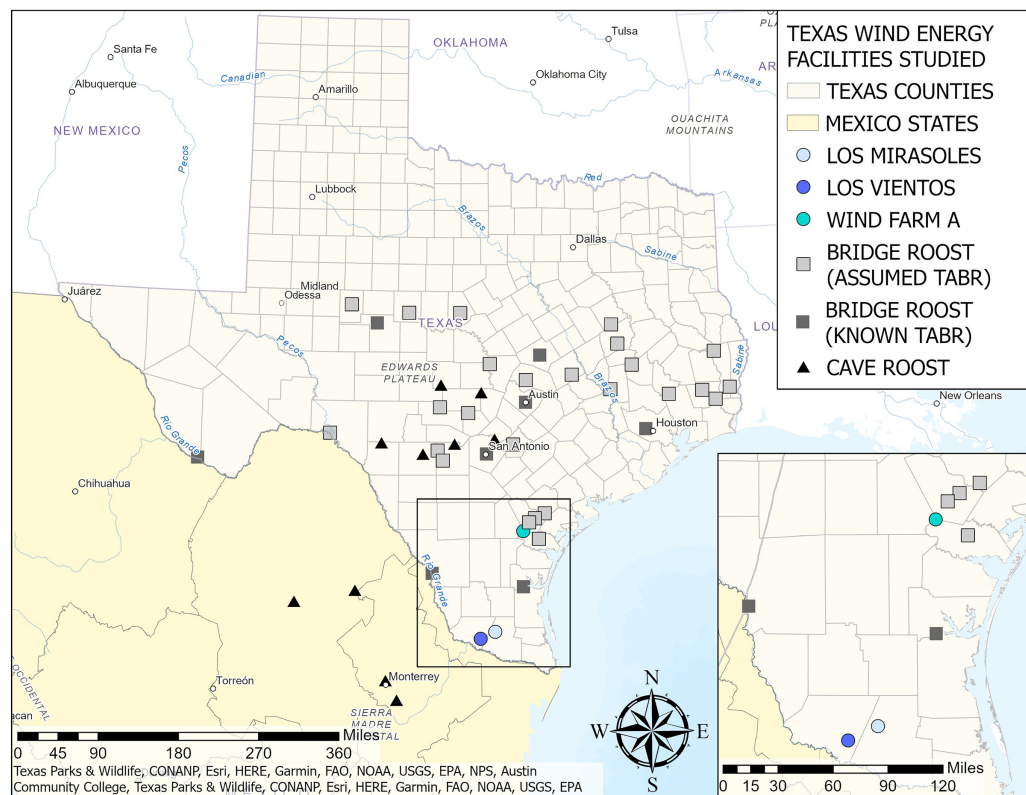 TEXAS WIND ENERGY
FACILITIES STUDIED
TEXAS COUNTIES
MEXICO STATES
LOS MIRASOLES
LOS VIENTOS
WIND FARM A
BRIDGE ROOST
(ASSUMED TABR)
BRIDGE ROOST
(KNOWN TABR)
CAVE ROOST
Santa Fe
Albuquerque
NEW MEXICO
Pecos
Canadian
Amarillo
OKLAHOMA
Tulsa
Oklahoma City
Arkansas
OUACHITA
MOUNTAINS
Lubbock
Red
Brazos
Dallas
Sabine
Juárez
Midland
Odessa
TEXAS
LOU
Pecos
EDWARDS
PLATEAU
Brazos
Sabine
Austin
New Orleans
Houston
San Antonio
Rio Grande
Chihuahua
Rio Grande
Torreón
Monterrey
OCCIDENTAL
SIERRA
MADRE
N
W E
S
0 45 90 180 270 360
Miles
0 15 30 60 90 120
Miles
Texas Parks & Wildlife, CONANP, Esri, HERE, Garmin, FAO, NOAA, USGS, EPA, NPS, Austin
Community College, Texas Parks & Wildlife, CONANP, Esri, HERE, Garmin, FAO, NOAA, USGS, EPA